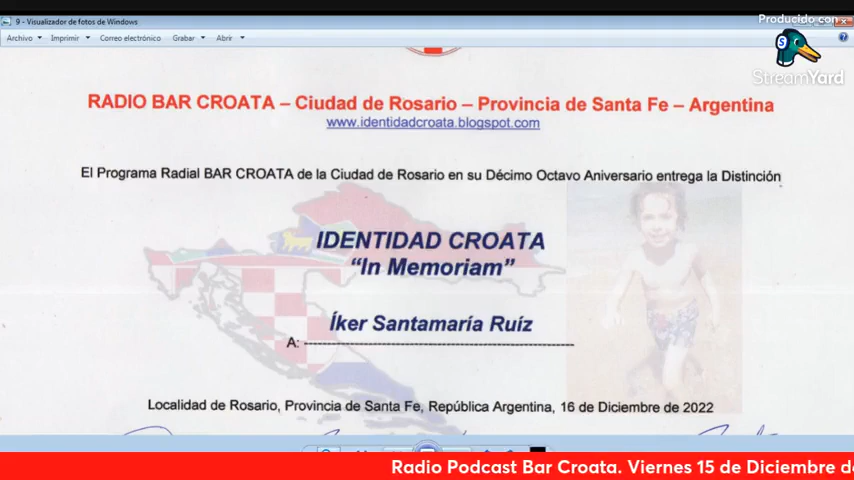 Producido con
9 - Visualizador de fotos de Windows
Archivo Imprimir Correo electrónico Grabar Abrir
StreamYard
RADIO BAR CROATA – Ciudad de Rosario – Provincia de Santa Fe – Argentina
www.identidadcroata.blogspot.com
El Programa Radial BAR CROATA de la Ciudad de Rosario en su Décimo Octavo Aniversario entrega la Distinción
IDENTIDAD CROATA
“In Memoriam”
Íker Santamaría Ruíz
A: ------------------------------------------------------
Localidad de Rosario, Provincia de Santa Fe, República Argentina, 16 de Diciembre de 2022
Radio Podcast Bar Croata. Viernes 15 de Diciembre d